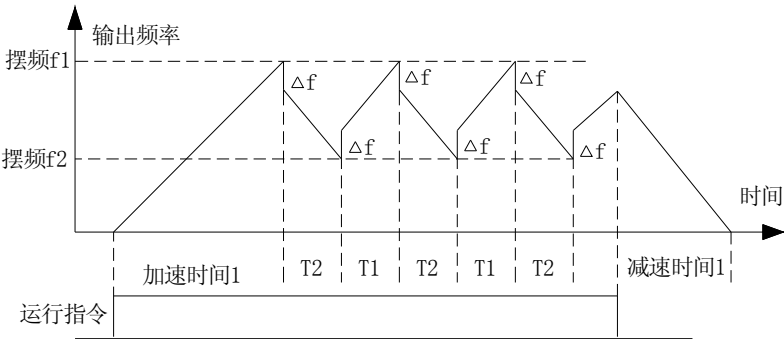 输出频率
摆频f1
△f △f △f
△f △f △f
摆频f2
时间
加速时间1 T2 T1 T2 T1 T2 减速时间1
运行指令